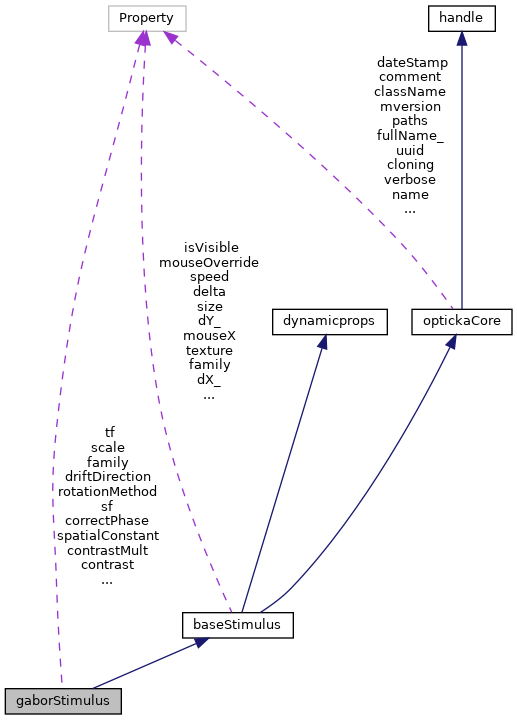 Property
handle
dateStamp
comment
className
mversion
paths
fullName_
uuid
cloning
verbose
name
...
isVisible
mouseOverride
speed
delta
size
dY_
mouseX
texture
family
dX_
...
dynamicprops
optickaCore
tf
scale
family
driftDirection
rotationMethod
sf
correctPhase
spatialConstant
contrastMult
contrast
...
baseStimulus
gaborStimulus